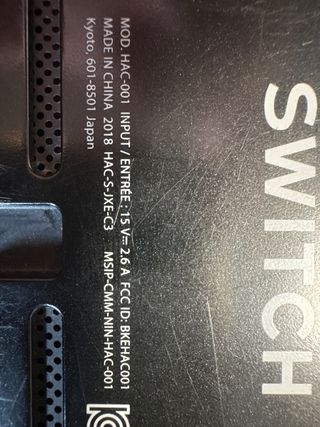 SWITCH
MOD. HAC-001 INPUT / ENTRÉE : 15 V⎓ 2.6 A FCC ID: BKEHAC001
MADE IN CHINA 2018 HAC-S-JXE-C3 MSIP-CMM-NIN-HAC-001
Kyoto, 601-8501 Japan